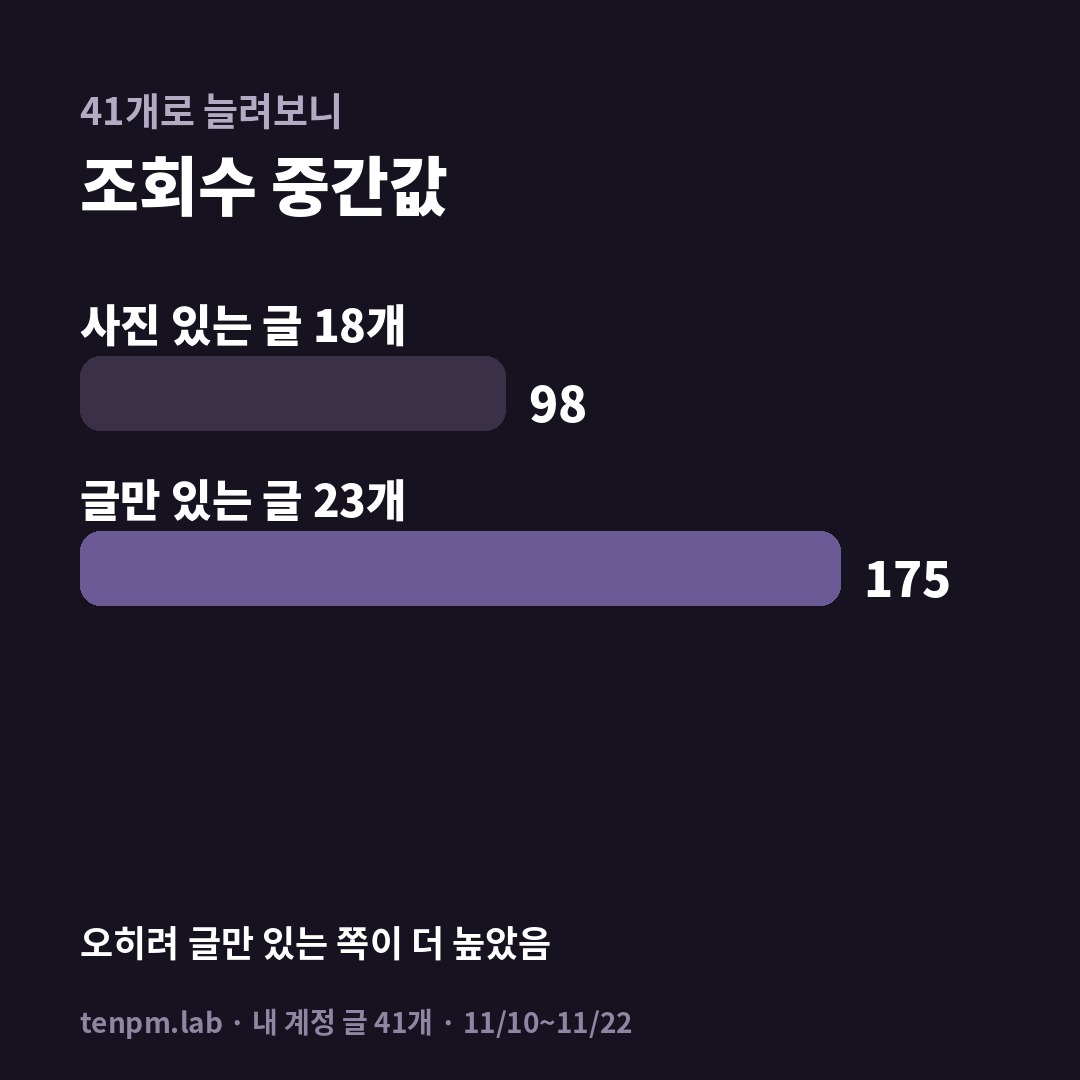 41개로 늘려보니
조회수 중간값
사진 있는 글 18개
98
글만 있는 글 23개
175
오히려 글만 있는 쪽이 더 높았음
tenpm.lab · 내 계정 글 41개 · 11/10~11/22